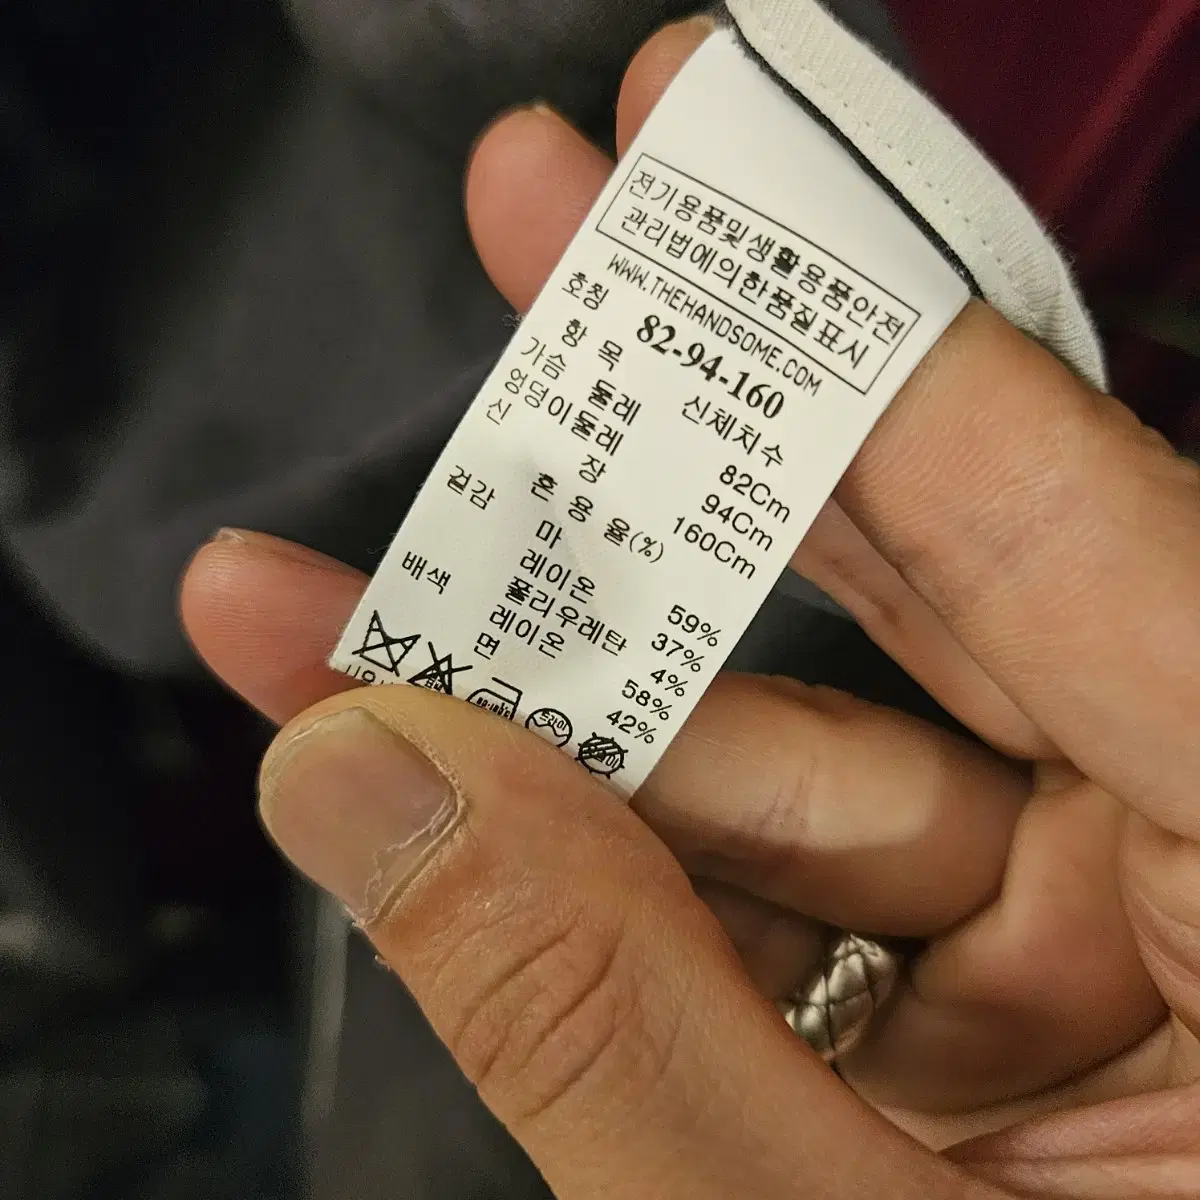 전기용품및생활용품안전
관리법에의한품질표시
WWW.THEHANDSOME.COM
호칭 82-94-160
항 목 신체치수
가슴 둘레 82Cm
엉덩이둘레 94Cm
신 장 160Cm
혼 용 율(%)
겉감 마 59%
레이온 37%
폴리우레탄 4%
배색 레이온 58%
면 42%
드라이